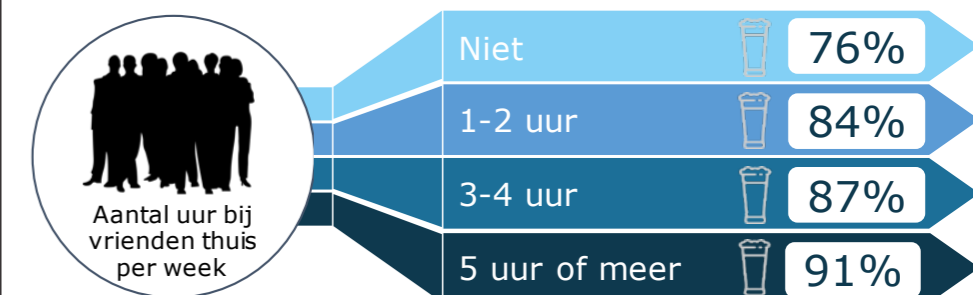 Aantal uur bij
vrienden thuis
per week
Niet 76%
1-2 uur 84%
3-4 uur 87%
5 uur of meer 91%